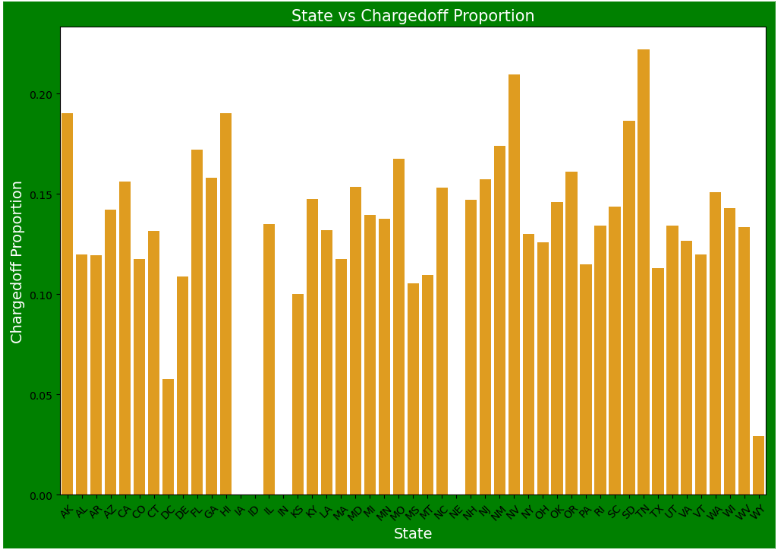 State vs Chargedoff Proportion
Chargedoff Proportion
0.20
0.15
0.10
0.05
0.00
AK AL AR AZ CA CO CT DC DE FL GA HI IA ID IL IN KS KY LA MA MD MI MN MO MS MT NC NE NH NJ NM NV NY OH OK OR PA RI SC SD TN TX UT VA VT WA WI WV WY
State